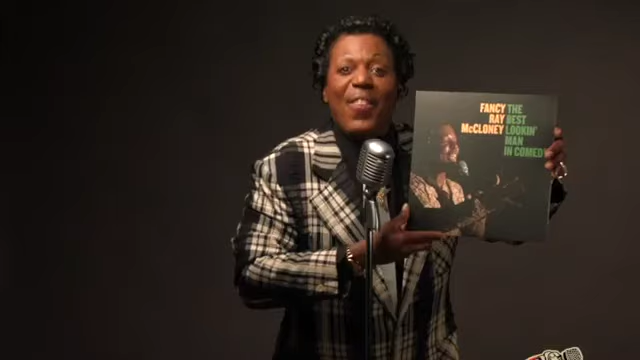 FANCY THE
RAY BEST
McCLONEY LOOKIN'
MAN
IN COMEDY